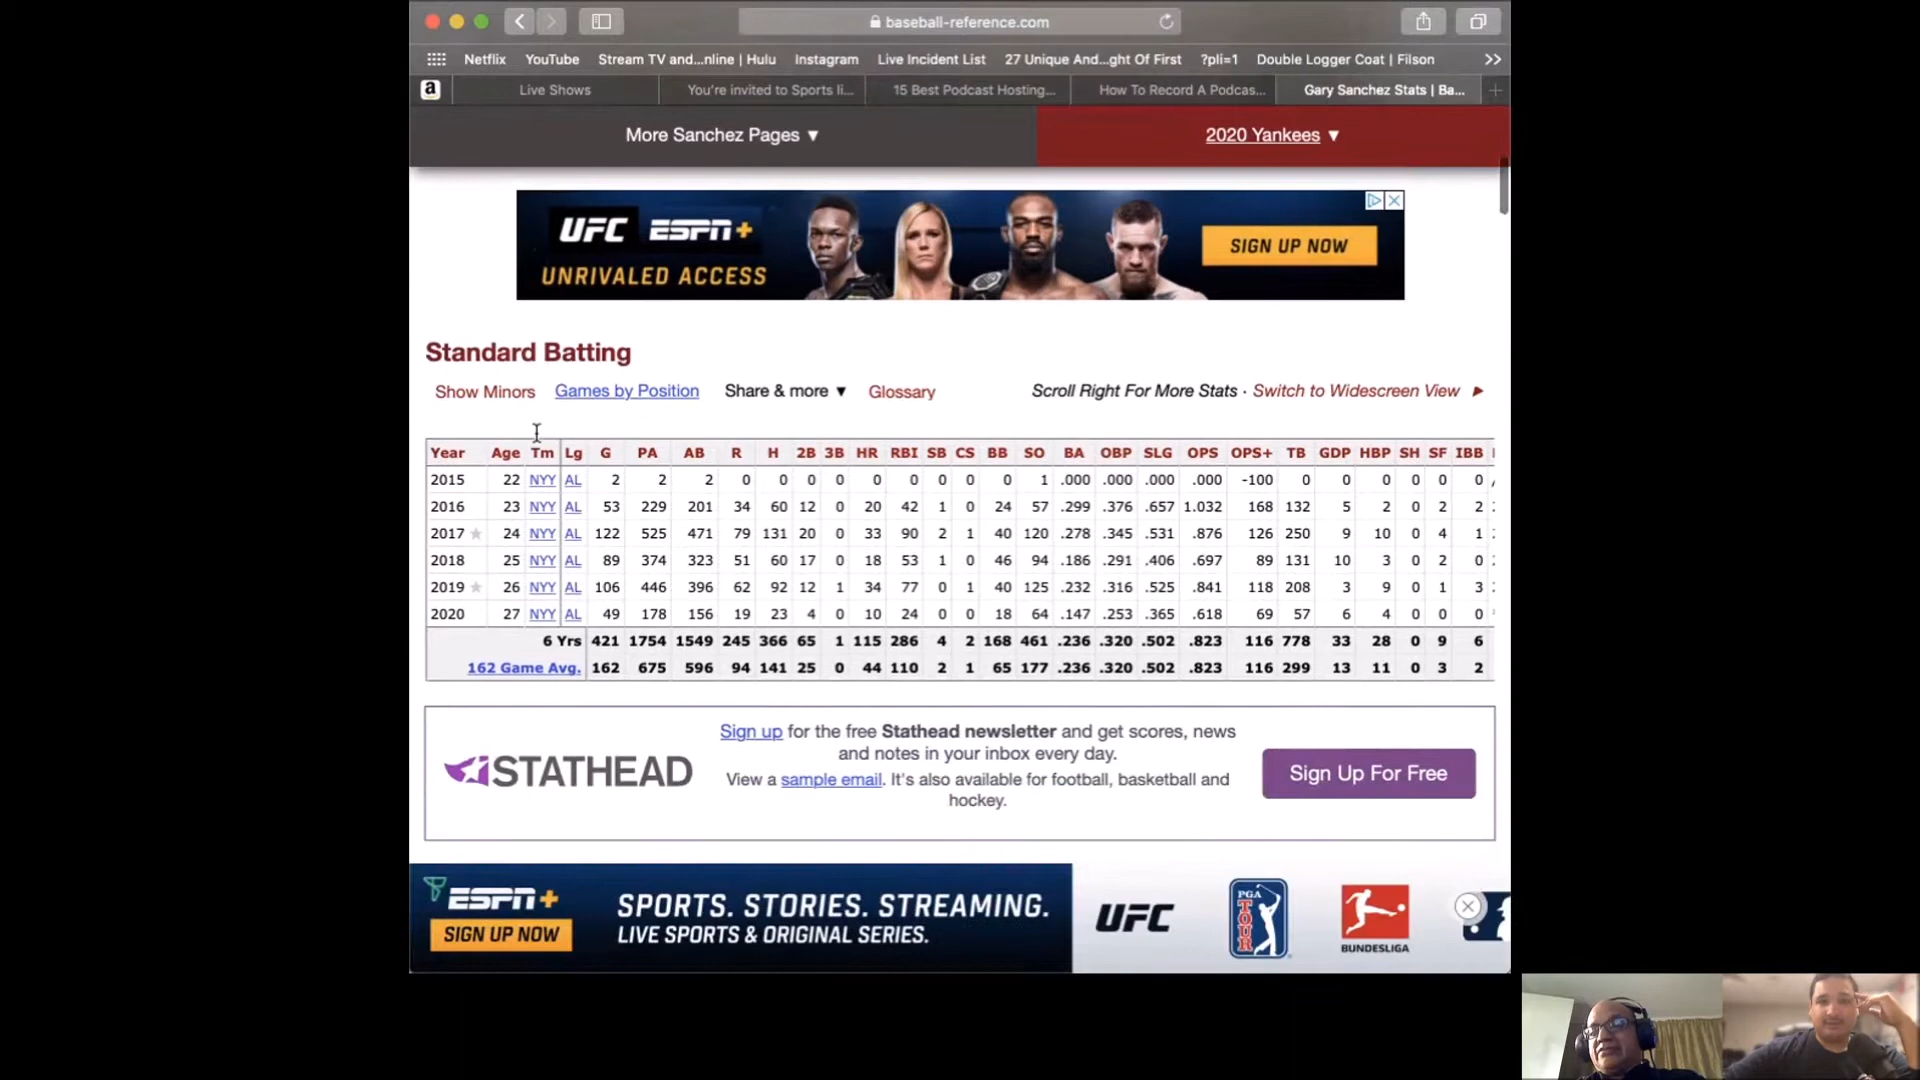 baseball-reference.com
Netflix YouTube Stream TV and...nline | Hulu Instagram Live Incident List 27 Unique And...ght Of First ?pli=1 Double Logger Coat | Filson >>
a Live Shows You're invited to Sports li... 15 Best Podcast Hosting... How To Record A Podcas... Gary Sanchez Stats | Ba... +
More Sanchez Pages ▼ 2020 Yankees ▼
UFC ESPN+
UNRIVALED ACCESS
SIGN UP NOW
Standard Batting
Show Minors Games by Position Share & more ▼ Glossary Scroll Right For More Stats · Switch to Widescreen View ►
Year Age Tm Lg G PA AB R H 2B 3B HR RBI SB CS BB SO BA OBP SLG OPS OPS+ TB GDP HBP SH SF IBB
2015 22 NYY AL 2 2 2 0 0 0 0 0 0 0 0 0 1 .000 .000 .000 .000 -100 0 0 0 0 0 0
2016 23 NYY AL 53 229 201 34 60 12 0 20 42 1 0 24 57 .299 .376 .657 1.032 168 132 5 2 0 2 2
2017 ★ 24 NYY AL 122 525 471 79 131 20 0 33 90 2 1 40 120 .278 .345 .531 .876 126 250 9 10 0 4 1
2018 25 NYY AL 89 374 323 51 60 17 0 18 53 1 0 46 94 .186 .291 .406 .697 89 131 10 3 0 2 0
2019 ★ 26 NYY AL 106 446 396 62 92 12 1 34 77 0 1 40 125 .232 .316 .525 .841 118 208 3 9 0 1 3
2020 27 NYY AL 49 178 156 19 23 4 0 10 24 0 0 18 64 .147 .253 .365 .618 69 57 6 4 0 0 0
6 Yrs 421 1754 1549 245 366 65 1 115 286 4 2 168 461 .236 .320 .502 .823 116 778 33 28 0 9 6
162 Game Avg. 162 675 596 94 141 25 0 44 110 2 1 65 177 .236 .320 .502 .823 116 299 13 11 0 3 2
STATHEAD
Sign up for the free Stathead newsletter and get scores, news
and notes in your inbox every day.
View a sample email. It's also available for football, basketball and
hockey.
Sign Up For Free
ESPN+
SIGN UP NOW
SPORTS. STORIES. STREAMING.
LIVE SPORTS & ORIGINAL SERIES.
UFC
PGA
TOUR
BUNDESLIGA